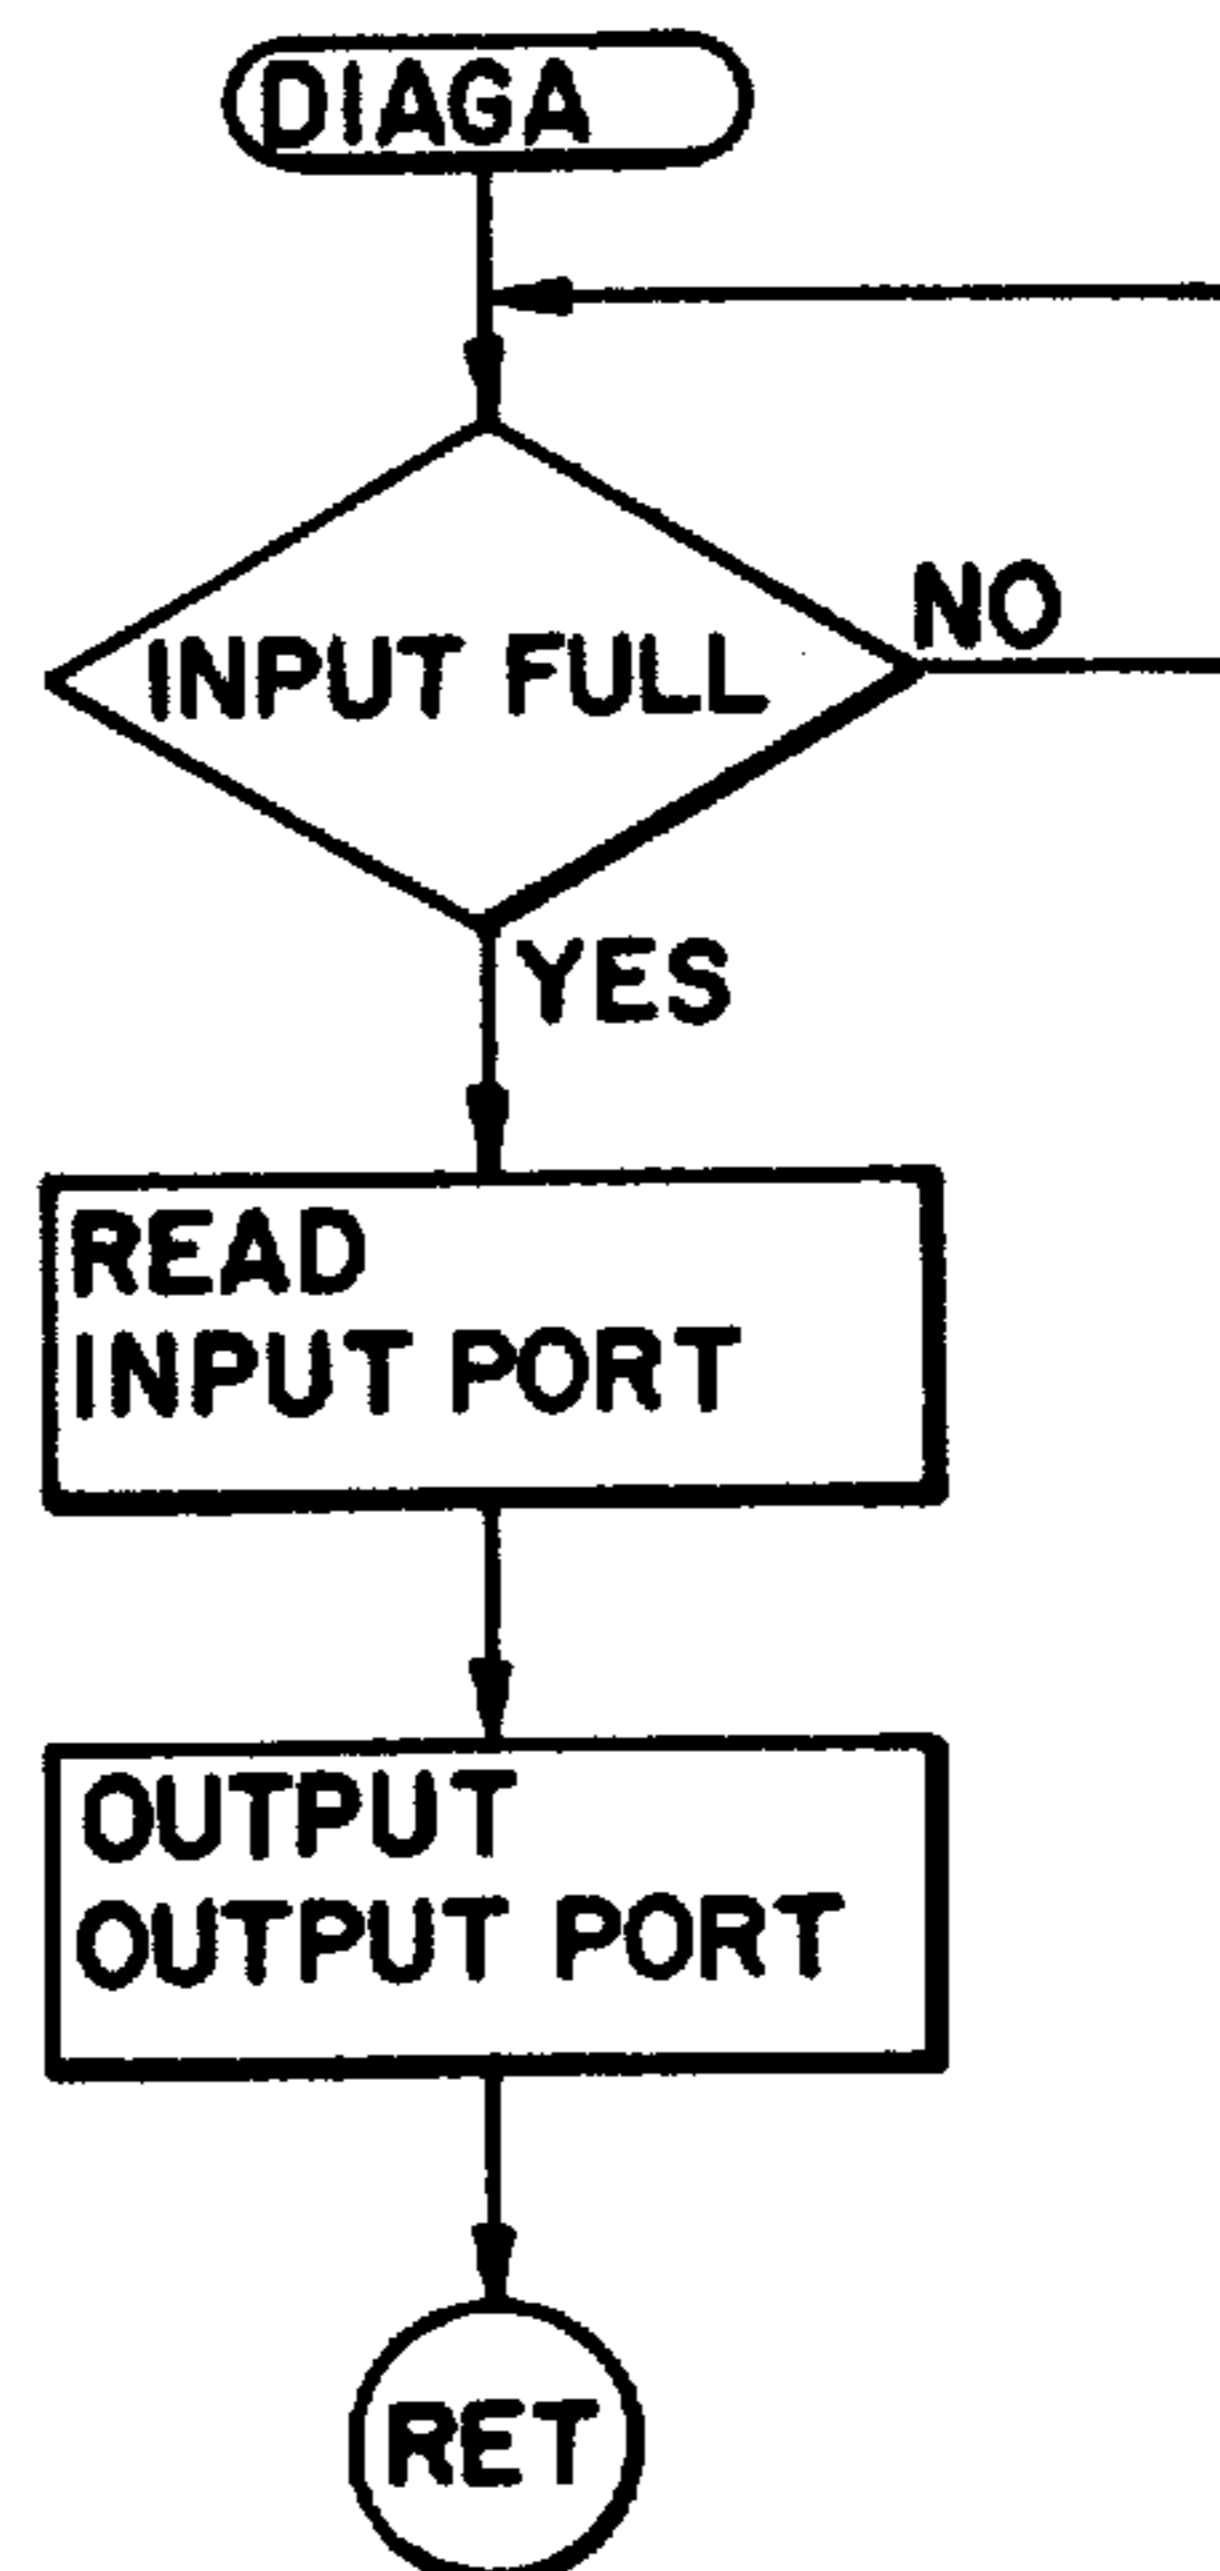 DIAGA
INPUT FULL
NO
YES
READ
INPUT PORT
OUTPUT
OUTPUT PORT
RET